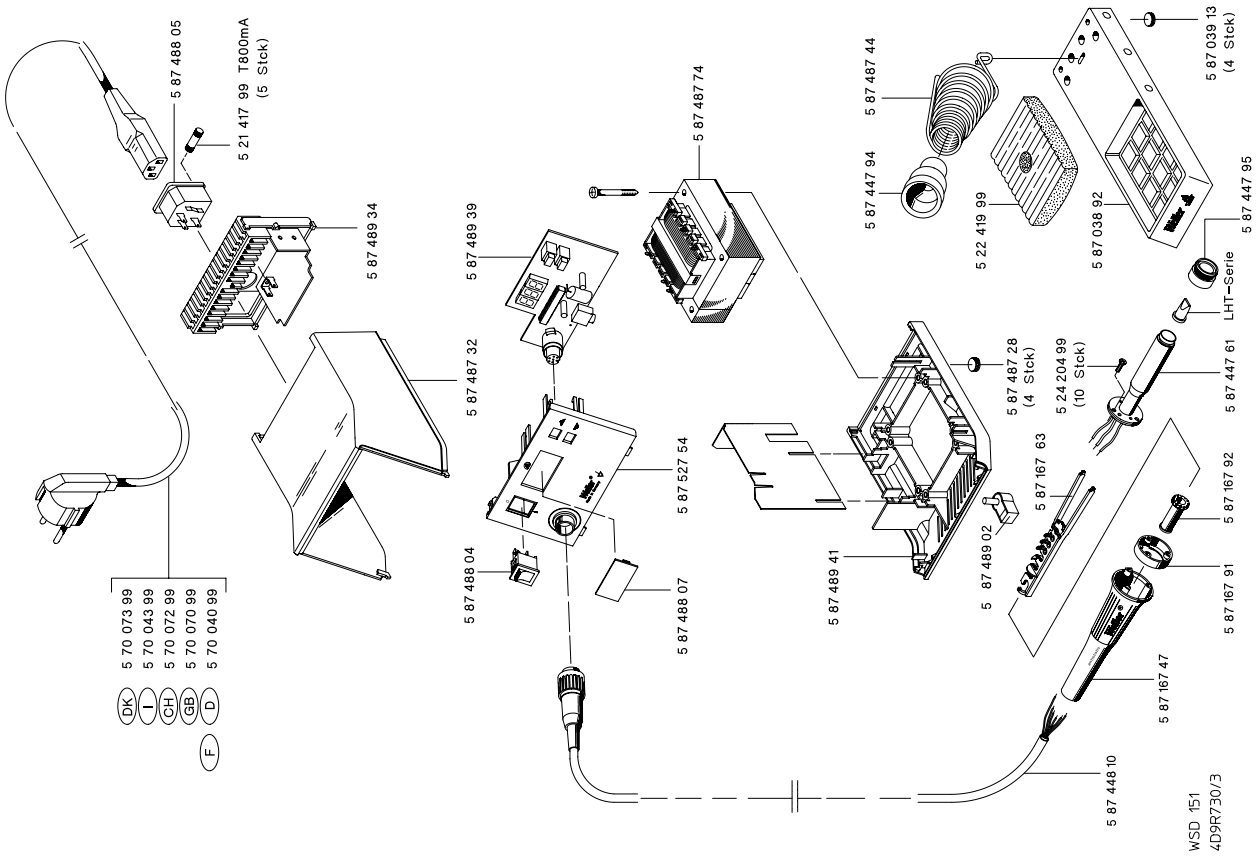 DK 5 70 073 99
I 5 70 043 99
CH 5 70 072 99
GB 5 70 070 99
F D 5 70 040 99
5 87 488 05
5 21 417 99 T800mA
(5 Stck)
5 87 489 34
5 87 487 32
5 87 489 39
5 87 527 54
5 87 488 04
5 87 488 07
Weller
5 87 487 74
5 87 489 41
5 87 487 28
(4 Stck)
5 87 489 02
5 87 487 44
5 87 447 94
5 22 419 99
5 87 038 92
Weller
5 87 039 13
(4 Stck)
5 87 447 95
LHT-Serie
5 24 204 99
(10 Stck)
5 87 447 61
5 87 167 63
5 87 167 92
5 87 167 91
Weller
5 87 167 47
5 87 448 10
WSD 151
4D9R730/3